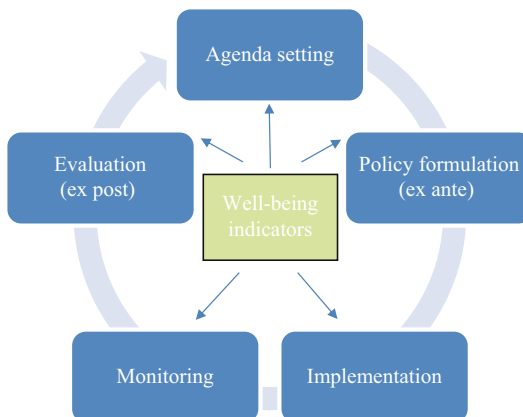 Agenda setting
Evaluation
(ex post)
Policy formulation
(ex ante)
Well-being
indicators
Monitoring
Implementation